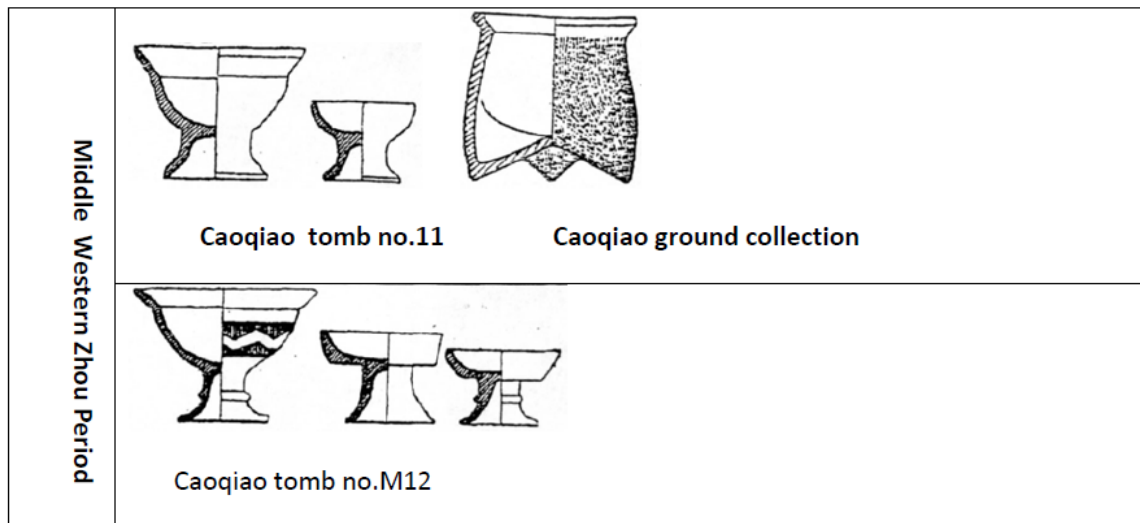 Middle Western Zhou Period
Caoqiao tomb no.11
Caoqiao ground collection
Caoqiao tomb no.M12